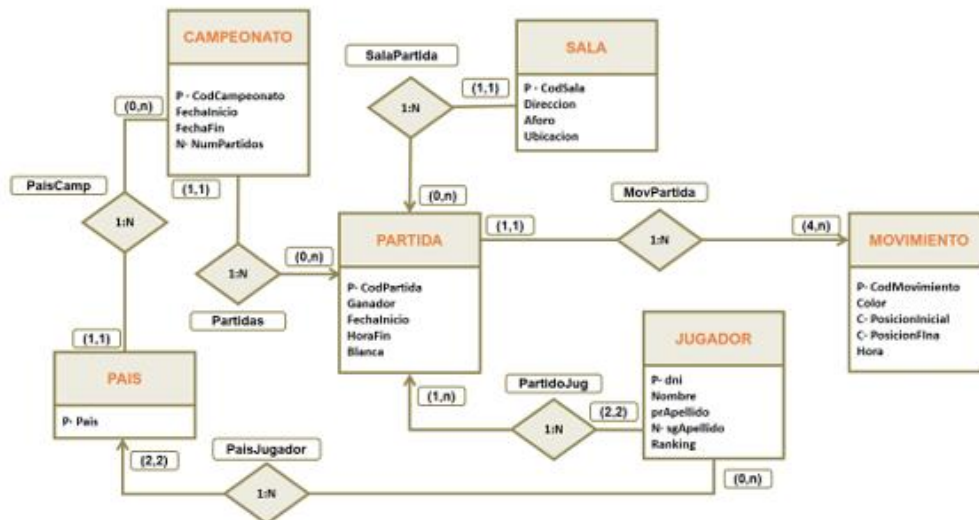 CAMPEONATO
P - CodCampeonato
FechaInicio
FechaFin
N- NumPartidos
SalaPartida
1:N
(1,1)
SALA
P - CodSala
Direccion
Aforo
Ubicacion
(0,n)
PaisCamp
1:N
(1,1)
(1,1)
1:N
(0,n)
Partidas
(0,n)
PARTIDA
P- CodPartida
Ganador
FechaInicio
HoraFin
Blanca
(1,1)
MovPartida
1:N
(4,n)
MOVIMIENTO
P- CodMovimiento
Color
C- PosicionInicial
C- PosicionFIna
Hora
PAIS
P- Pais
(2,2)
PaisJugador
1:N
(1,n)
PartidoJug
1:N
(2,2)
JUGADOR
P- dni
Nombre
prApellido
N- sgApellido
Ranking
(0,n)